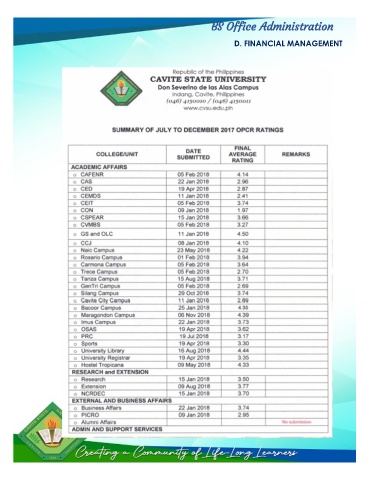 BS Office Administration
D. FINANCIAL MANAGEMENT
Republic of the Philippines
CAVITE STATE UNIVERSITY
Don Severino de las Alas Campus
Indang, Cavite, Philippines
(046) 4150010 / (046) 4150011
www.cvsu.edu.ph
SUMMARY OF JULY TO DECEMBER 2017 OPCR RATINGS
COLLEGE/UNIT DATE SUBMITTED FINAL AVERAGE RATING REMARKS
ACADEMIC AFFAIRS
o CAFENR 05 Feb 2018 4.14
o CAS 22 Jan 2018 2.96
o CED 19 Apr 2018 2.87
o CEMDS 11 Jan 2018 2.41
o CEIT 05 Feb 2018 3.74
o CON 09 Jan 2018 1.97
o CSPEAR 15 Jan 2018 3.66
o CVMBS 05 Feb 2018 3.27
o GS and OLC 11 Jan 2018 4.50
o CCJ 08 Jan 2018 4.10
o Naic Campus 23 May 2018 4.22
o Rosario Campus 01 Feb 2018 3.94
o Carmona Campus 05 Feb 2018 3.64
o Trece Campus 05 Feb 2018 2.70
o Tanza Campus 15 Aug 2018 3.71
o GenTri Campus 05 Feb 2018 2.69
o Silang Campus 29 Oct 2018 3.74
o Cavite City Campus 11 Jan 2018 2.89
o Bacoor Campus 25 Jan 2018
o Maragondon Campus 06 Nov 2018 4.39
o Imus Campus 22 Jan 2018 3.73
o OSAS 19 Apr 2018 3.62
o PRC 19 Jul 2018 3.17
o Sports 19 Apr 2018 3.30
o University Library 16 Aug 2018 4.44
o University Registrar 19 Apr 2018 3.35
o Hostel Tropicana 09 May 2018 4.33
RESEARCH and EXTENSION
o Research 15 Jan 2018 3.50
o Extension 09 Aug 2018 3.77
o NCRDEC 15 Jan 2018 3.70
EXTERNAL AND BUSINESS AFFAIRS
o Business Affairs 22 Jan 2018 3.74
o PICRO 09 Jan 2018 2.95
o Alumni Affairs No submission
ADMIN AND SUPPORT SERVICES
Creating a Community of Life-Long Learners